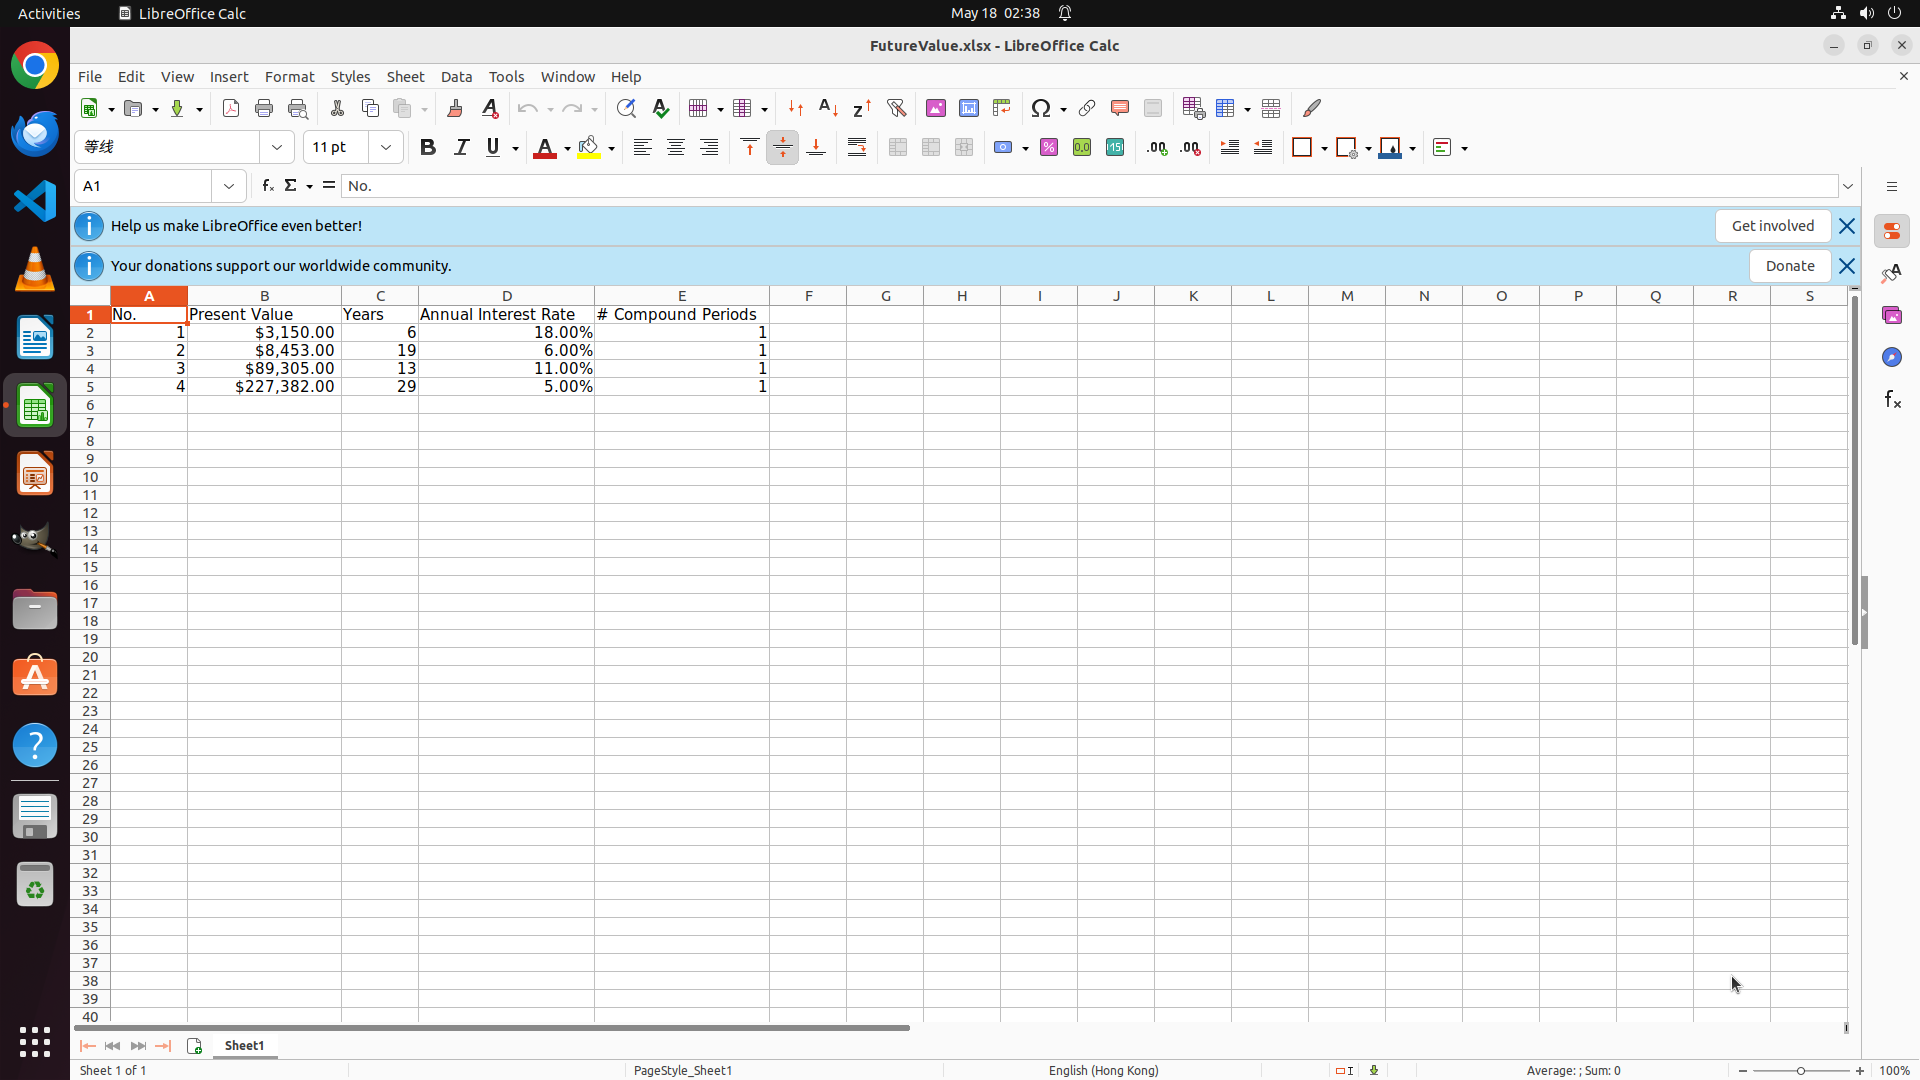 Activities
LibreOffice Calc
May 18 02:38
FutureValue.xlsx - LibreOffice Calc
File Edit View Insert Format Styles Sheet Data Tools Window Help
等线
11 pt
A1
No.
Help us make LibreOffice even better!
Get involved
Your donations support our worldwide community.
Donate
A B C D E F G H I J K L M N O P Q R S
1 No. Present Value Years Annual Interest Rate # Compound Periods
2 1 $3,150.00 6 18.00% 1
3 2 $8,453.00 19 6.00% 1
4 3 $89,305.00 13 11.00% 1
5 4 $227,382.00 29 5.00% 1
6
7
8
9
10
11
12
13
14
15
16
17
18
19
20
21
22
23
24
25
26
27
28
29
30
31
32
33
34
35
36
37
38
39
40
Sheet1
Sheet 1 of 1
PageStyle_Sheet1
English (Hong Kong)
Average: ; Sum: 0
100%